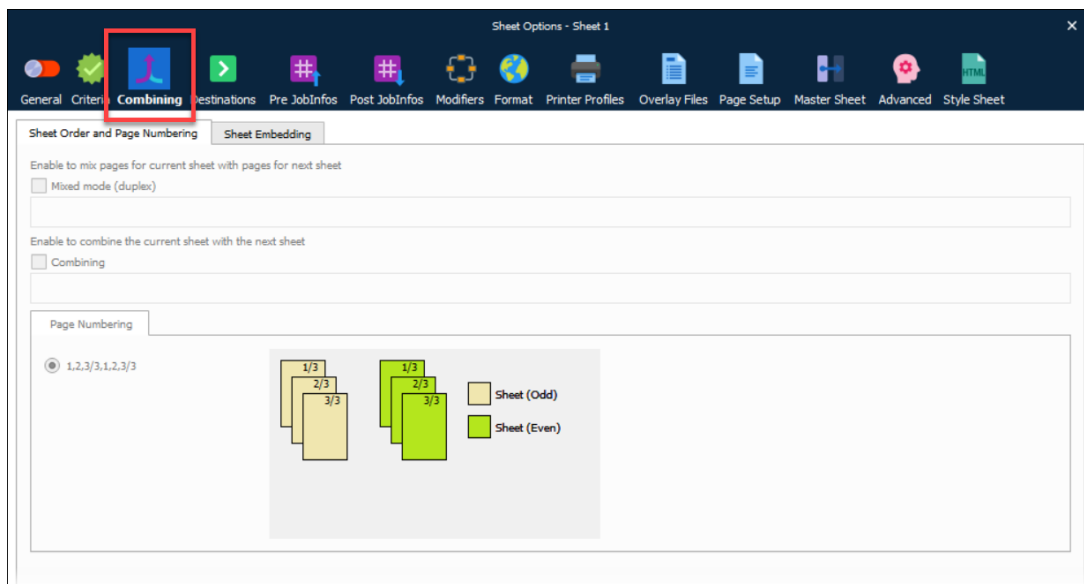 Sheet Options - Sheet 1
HTML
General Criteria Combining Destinations Pre JobInfos Post JobInfos Modifiers Format Printer Profiles Overlay Files Page Setup Master Sheet Advanced Style Sheet
Sheet Order and Page Numbering Sheet Embedding
Enable to mix pages for current sheet with pages for next sheet
Mixed mode (duplex)
Enable to combine the current sheet with the next sheet
Combining
Page Numbering
1,2,3/3,1,2,3/3
1/3 1/3
2/3 2/3
3/3 3/3
Sheet (Odd)
Sheet (Even)